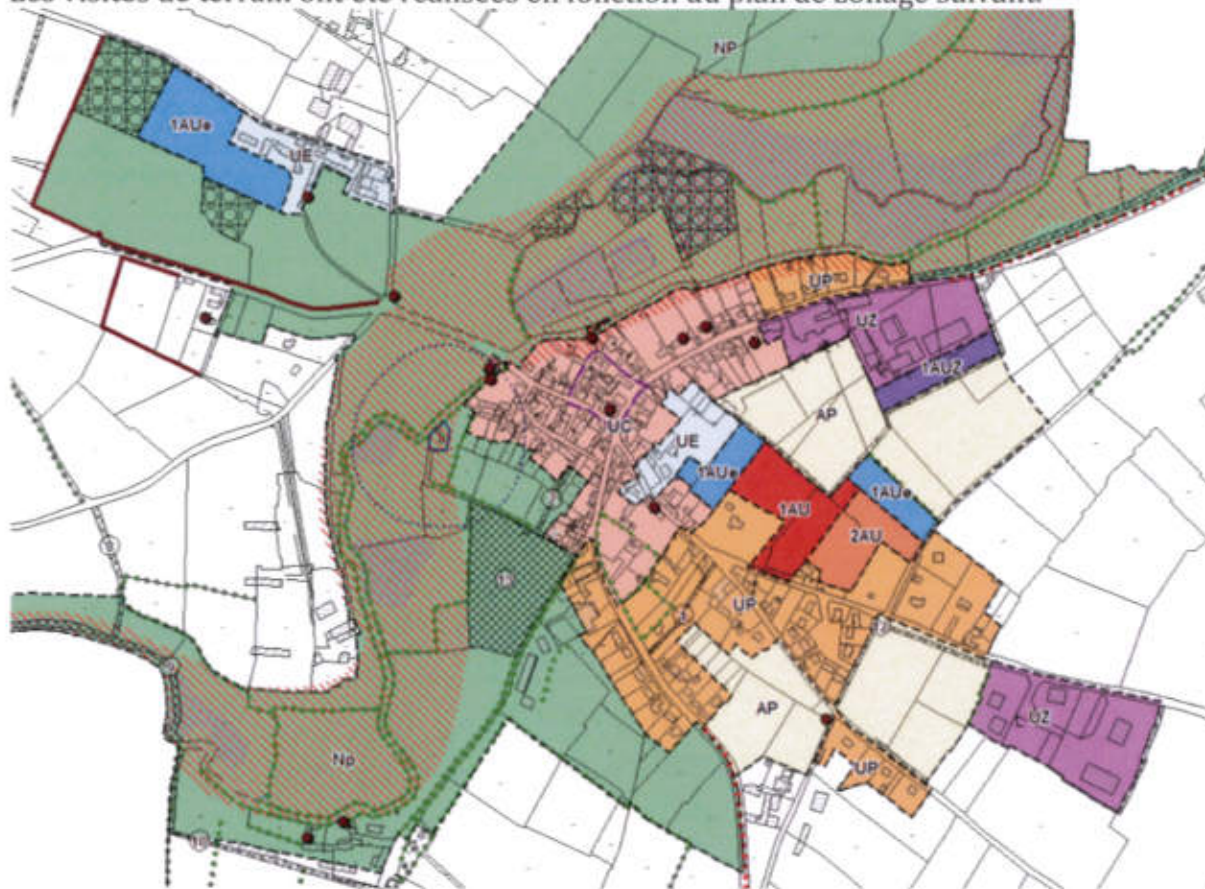 Les visites de terrain ont été réalisées en fonction du plan de zonage suivant:
NP
1AUe
UE
UP
UZ
1AUZ
AP
UC
UE
1AUe
1AUe
1AU
2AU
UP
AP
UZ
UP
Np